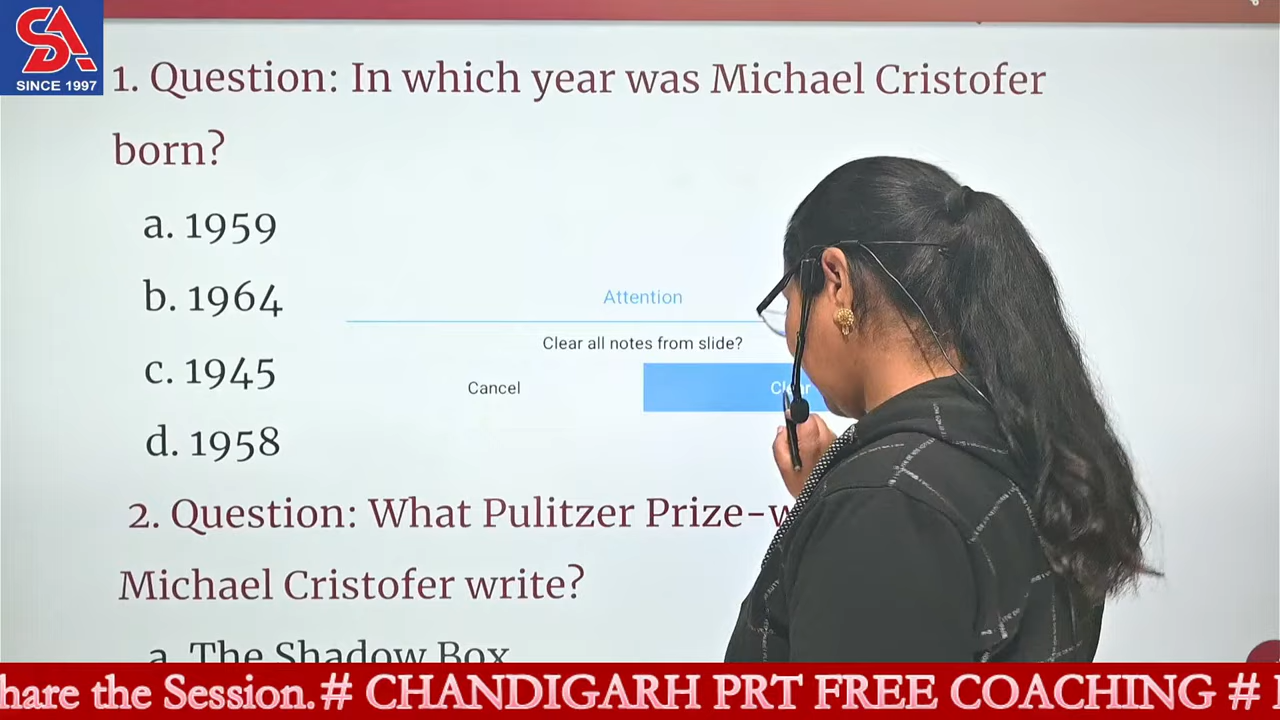 SA
SINCE 1997
1. Question: In which year was Michael Cristofer
born?
a. 1959
b. 1964
Attention
Clear all notes from slide?
c. 1945
Cancel
d. 1958
2. Question: What Pulitzer Prize-
Michael Cristofer write?
a. The Shadow Box
hare the Session.# CHANDIGARH PRT FREE COACHING #